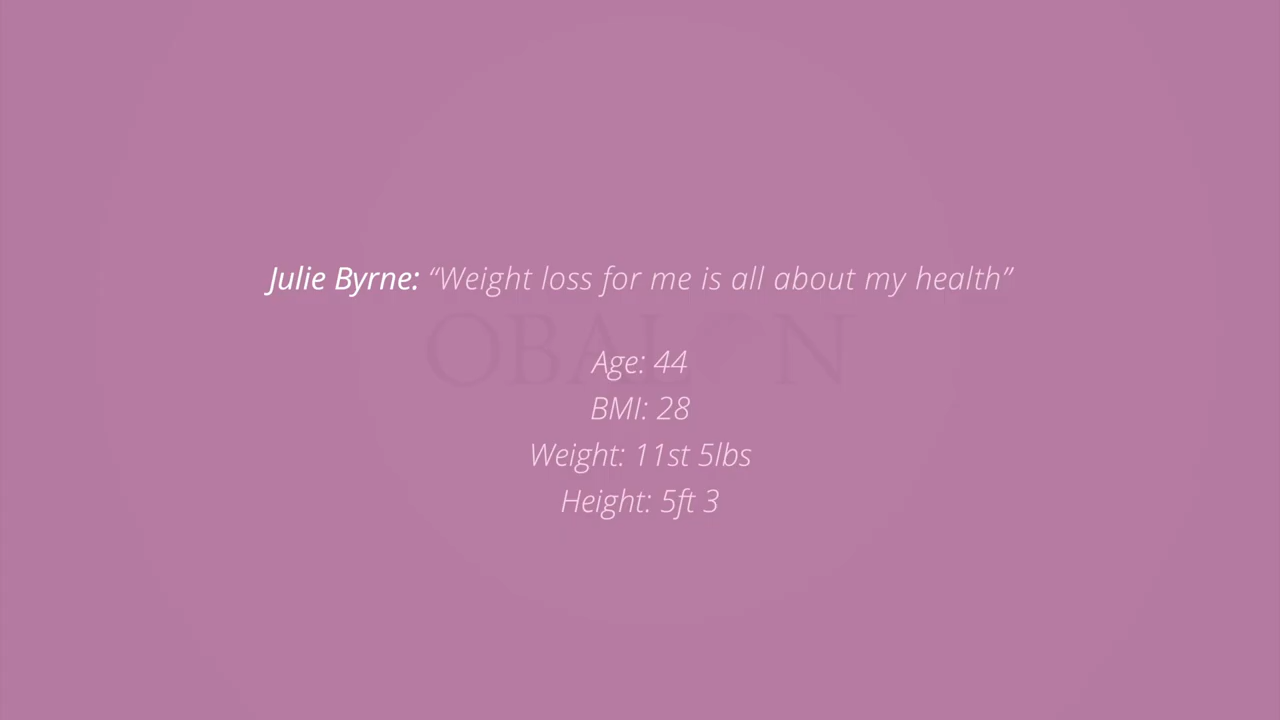 Julie Byrne: “Weight loss for me is all about my health”
OBALON
Age: 44
BMI: 28
Weight: 11st 5lbs
Height: 5ft 3